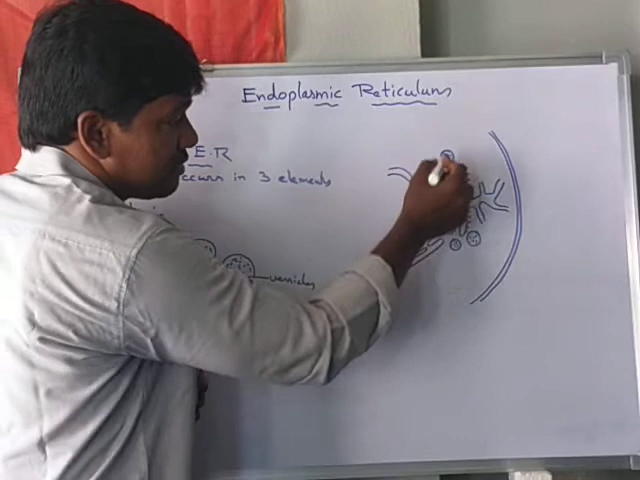 Endoplasmic Reticulum
E.R
occurs in 3 elements
vesicles